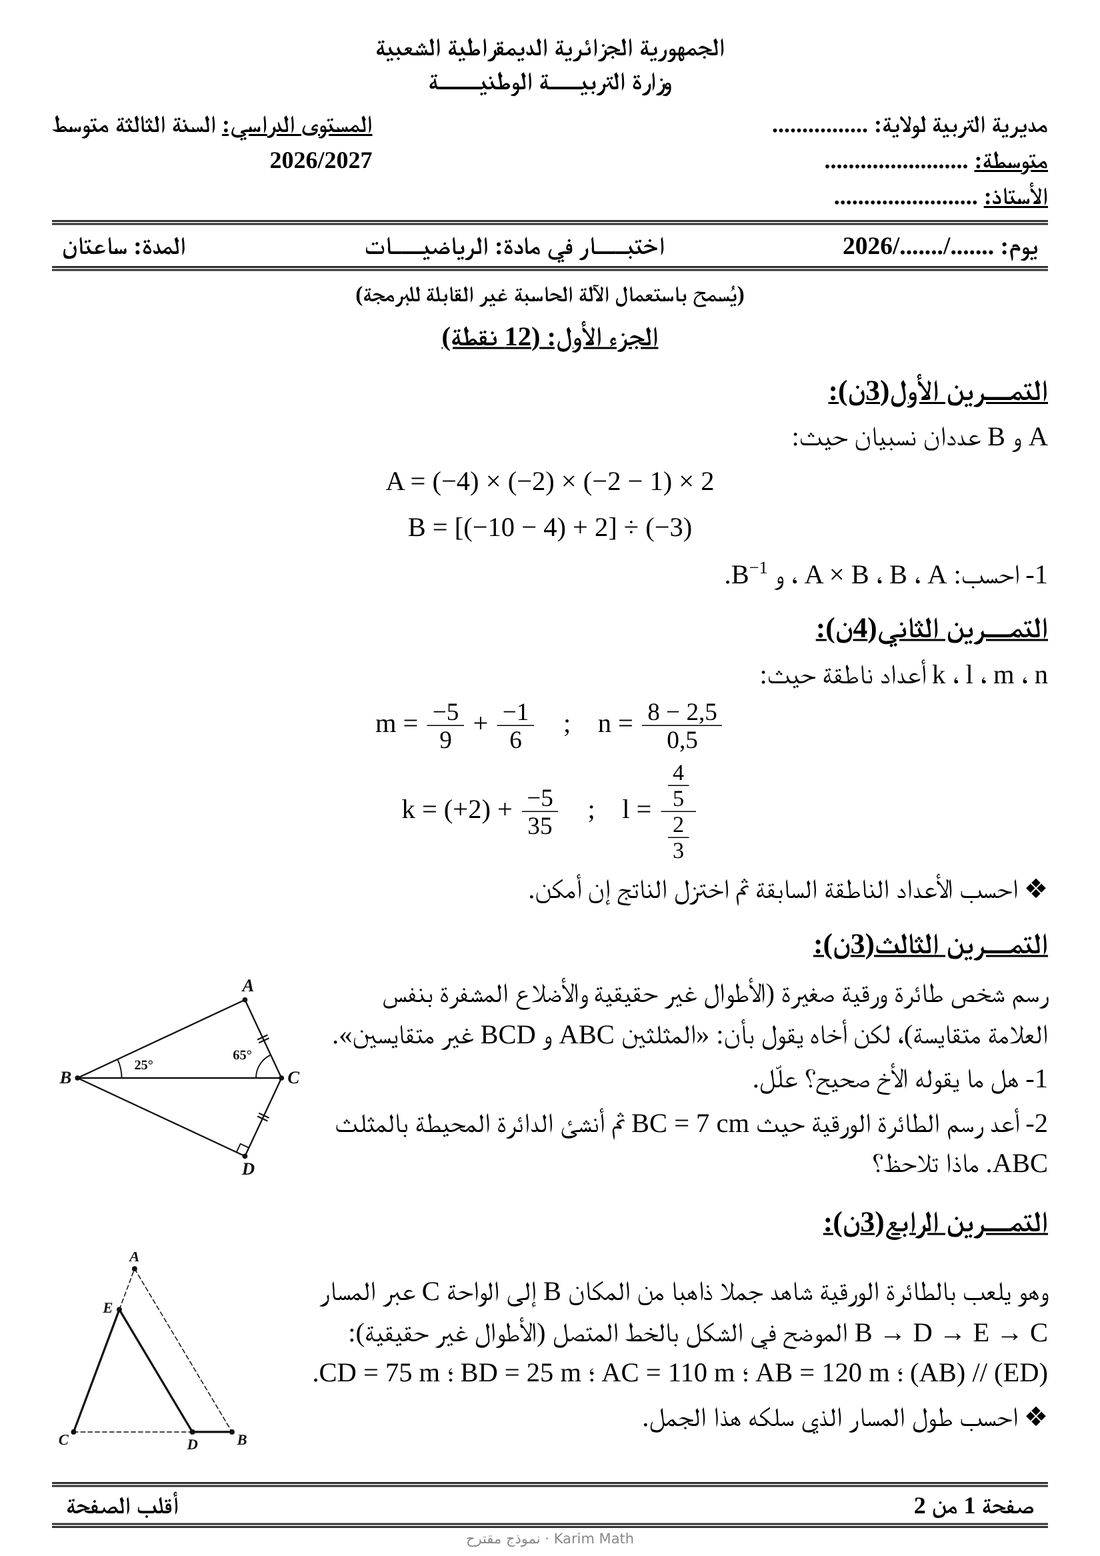 الجمهورية الجزائرية الديمقراطية الشعبية
وزارة التربيـــــة الوطنيـــــــة
مديرية التربية لولاية: ................
المستوى الدراسي: السنة الثالثة متوسط
متوسطة: ........................
2026/2027
الأستاذ: ........................
يوم: ......./......./2026
اختبـــــار في مادة: الرياضيـــــات
المدة: ساعتان
(يُسمح باستعمال الآلة الحاسبة غير القابلة للبرمجة)
الجزء الأول: (12 نقطة)
التمـــرين الأول(3ن):
A و B عددان نسبيان حيث:
A = (−4) × (−2) × (−2 − 1) × 2
B = [(−10 − 4) + 2] ÷ (−3)
1- احسب: A ، B ، A × B ، و B⁻¹.
التمـــرين الثاني(4ن):
k ، l ، m ، n أعداد ناطقة حيث:
m = −5/9 + −1/6 ; n = (8 − 2,5)/0,5
k = (+2) + −5/35 ; l = (4/5)/(2/3)
❖ احسب الأعداد الناطقة السابقة ثم اختزل الناتج إن أمكن.
التمـــرين الثالث(3ن):
رسم شخص طائرة ورقية صغيرة (الأطوال غير حقيقية والأضلاع المشفرة بنفس
العلامة متقايسة)، لكن أخاه يقول بأن: «المثلثين ABC و BCD غير متقايسين».
1- هل ما يقوله الأخ صحيح؟ علّل.
2- أعد رسم الطائرة الورقية حيث BC = 7 cm ثم أنشئ الدائرة المحيطة بالمثلث
ABC. ماذا تلاحظ؟
A
25°
65°
B
C
D
التمـــرين الرابع(3ن):
وهو يلعب بالطائرة الورقية شاهد جملا ذاهبا من المكان B إلى الواحة C عبر المسار
B → D → E → C الموضح في الشكل بالخط المتصل (الأطوال غير حقيقية):
(AB) // (ED) ؛ AB = 120 m ؛ AC = 110 m ؛ BD = 25 m ؛ CD = 75 m.
❖ احسب طول المسار الذي سلكه هذا الجمل.
A
E
C
D
B
صفحة 1 من 2
أقلب الصفحة
نموذج مقترح · Karim Math